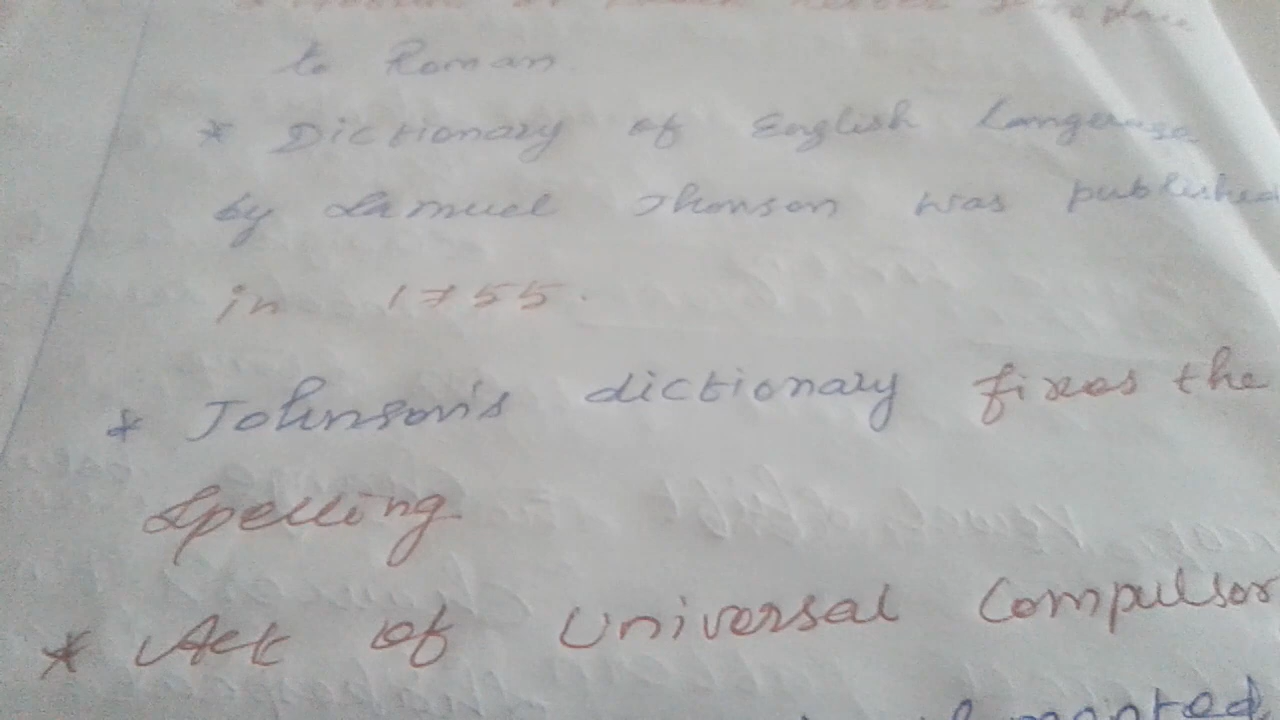 to Roman.
* Dictionary of English Language
by Samuel Jhonson was published
in 1755.
* Johnson's dictionary fixes the
Spelling
* Act of Universal Compulsor